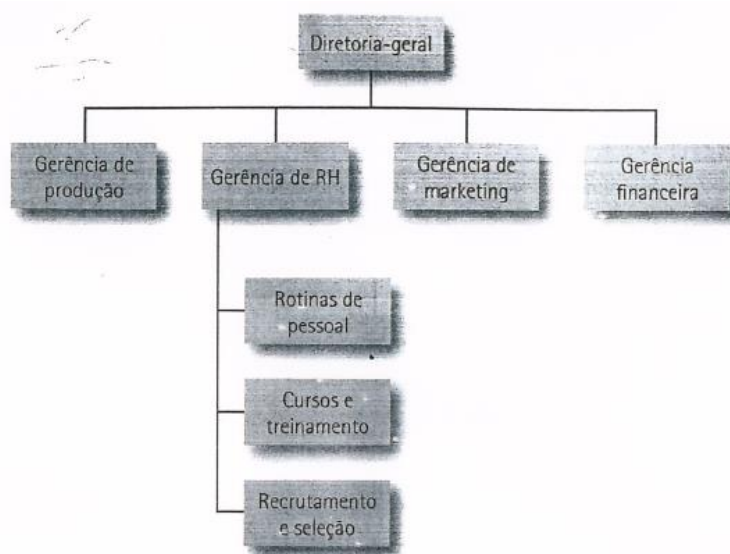 Diretoria-geral
Gerência de
produção
Gerência de RH
Gerência de
marketing
Gerência
financeira
Rotinas de
pessoal
Cursos e
treinamento
Recrutamento
e seleção